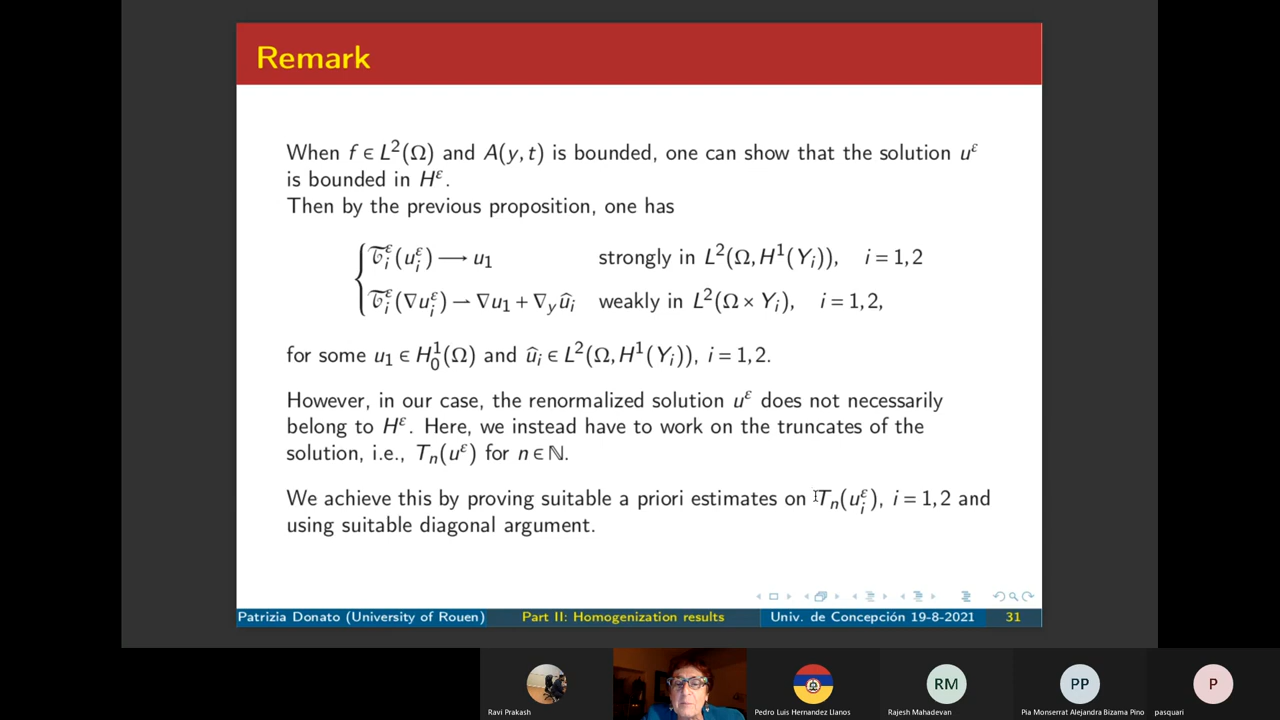 Remark
When f ∈ L²(Ω) and A(y, t) is bounded, one can show that the solution u^ε
is bounded in H^ε.
Then by the previous proposition, one has
𝒯_i^ε(u_i^ε) ⟶ u₁ strongly in L²(Ω, H¹(Y_i)), i = 1, 2
𝒯_i^ε(∇u_i^ε) ⇀ ∇u₁ + ∇_y û_i weakly in L²(Ω × Y_i), i = 1, 2,
for some u₁ ∈ H₀¹(Ω) and û_i ∈ L²(Ω, H¹(Y_i)), i = 1, 2.
However, in our case, the renormalized solution u^ε does not necessarily
belong to H^ε. Here, we instead have to work on the truncates of the
solution, i.e., T_n(u^ε) for n ∈ ℕ.
We achieve this by proving suitable a priori estimates on T_n(u_i^ε), i = 1, 2 and
using suitable diagonal argument.
Patrizia Donato (University of Rouen) Part II: Homogenization results Univ. de Concepción 19-8-2021 31
RM PP P
Ravi Prakash Pedro Luis Hernandez Llanos Rajesh Mahadevan Pia Monserrat Alejandra Bizama Pino pasquari